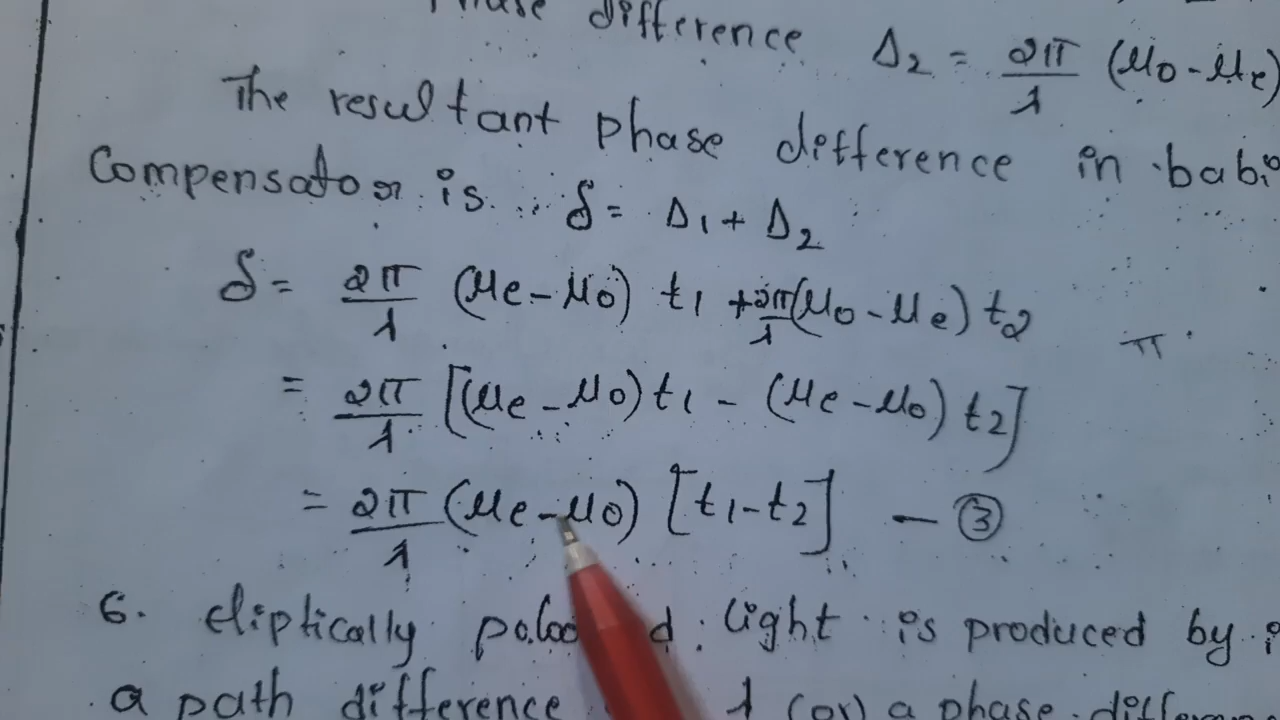 difference Δ₂ = 2π/λ (μo - μe)
The resultant phase difference in babi
Compensator is δ = Δ₁ + Δ₂
δ = 2π/λ (μe - μo) t₁ + 2π/λ (μo - μe) t₂
π
= 2π/λ [(μe - μo) t₁ - (μe - μo) t₂]
= 2π/λ (μe - μo) [t₁ - t₂] — ③
6. eliptically light is produced by
a path difference λ (or) a phase